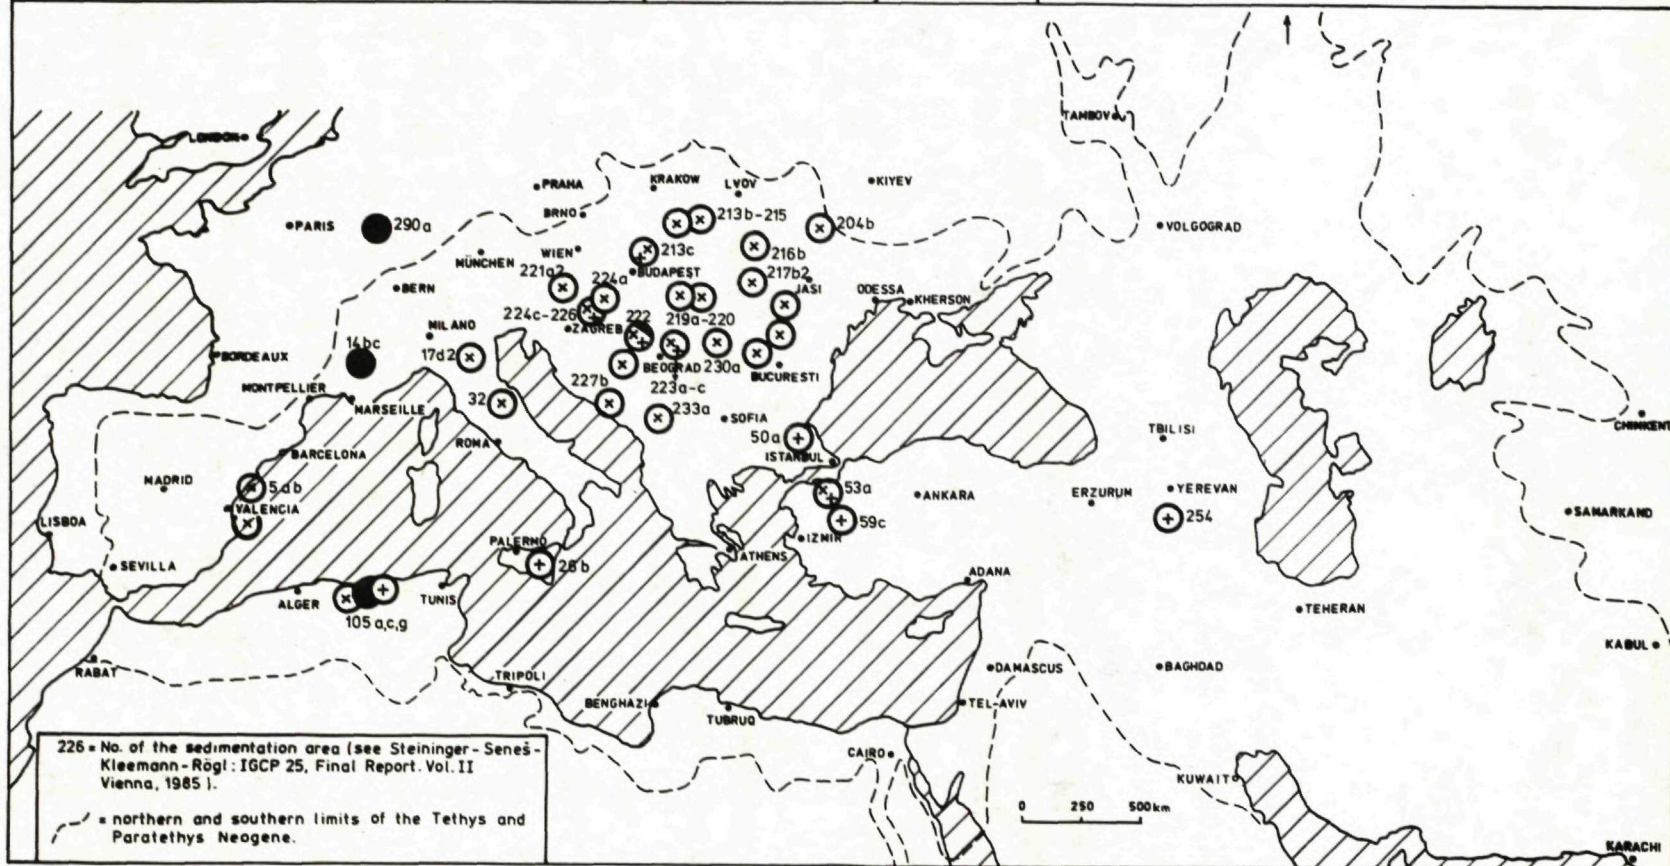 TAMBOV
LONDON
PRAHA
KRAKOW
LVOV
KIYEV
BRNO
PARIS
290a
213b-215
204b
VOLGOGRAD
WIEN
213c
216b
MÜNCHEN
BUDAPEST
221a2
224a
217b2
BERN
JASI
ODESSA
KHERSON
224c-226
222
219a-220
MILANO
ZAGREB
14bc
17d2
BORDEAUX
BEOGRAD
230a
BUCURESTI
MONTPELLIER
227b
223a-c
32
MARSEILLE
233a
SOFIA
CHINKENT
TBILISI
50a
ROMA
BARCELONA
ISTANBUL
MADRID
5ab
53a
ANKARA
ERZURUM
YEREVAN
VALENCIA
59c
254
SAMARKAND
LISBOA
PALERMO
IZMIR
ATHENS
26b
SEVILLA
ADANA
ALGER
TUNIS
TEHERAN
105 a,c,g
KABUL
RABAT
DAMASCUS
BAGHDAD
TRIPOLI
BENGHAZI
TEL-AVIV
TUBRUQ
CAIRO
KUWAIT
226 = No. of the sedimentation area (see Steininger-Seneš-
Kleemann-Rögl: IGCP 25, Final Report. Vol. II
Vienna, 1985).
= northern and southern limits of the Tethys and
Paratethys Neogene.
0 250 500km
KARACHI